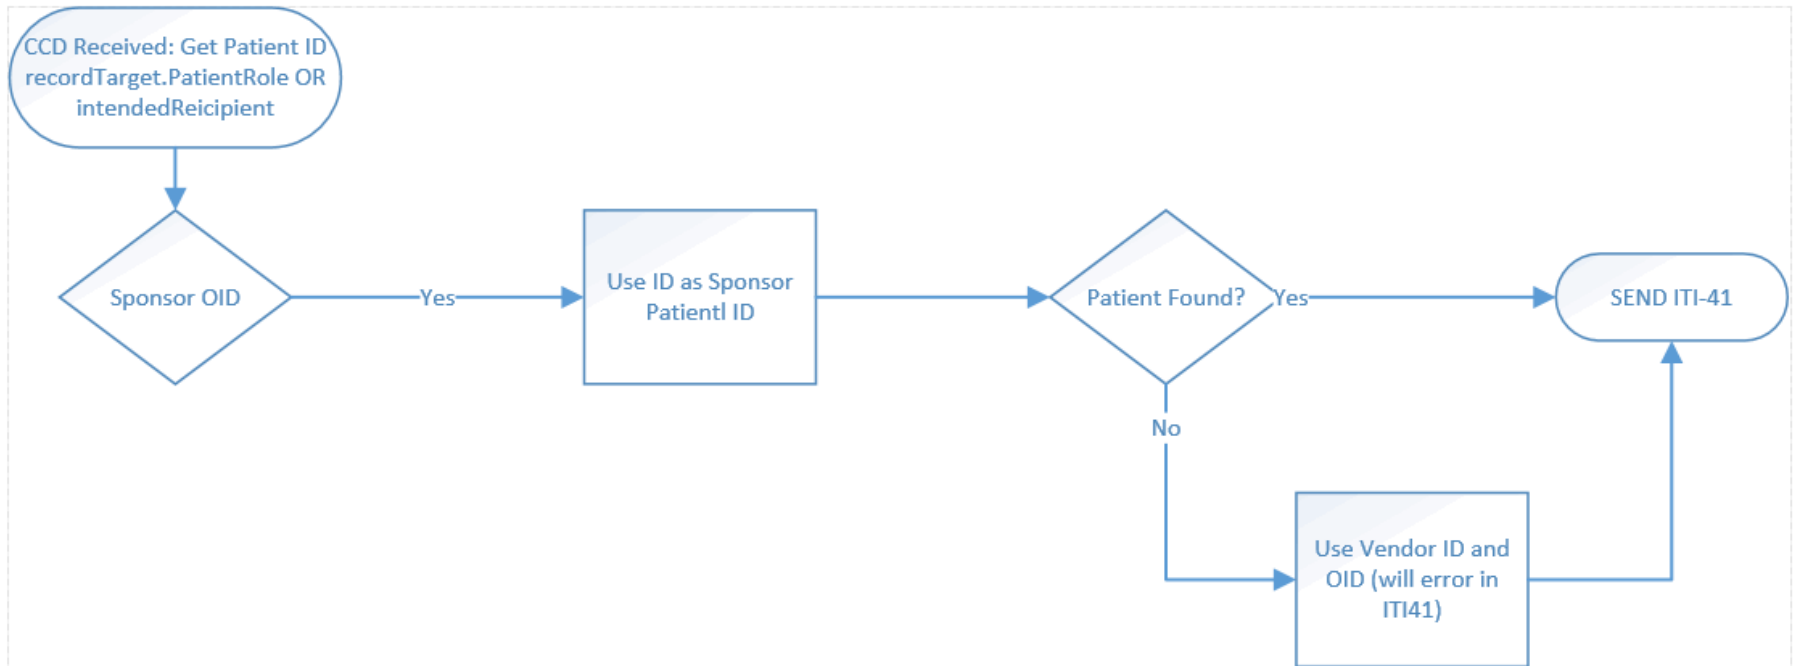 CCD Received: Get Patient ID
recordTarget.PatientRole OR
intendedReicipient
Sponsor OID
Yes
Use ID as Sponsor
Patientl ID
Patient Found?
Yes
SEND ITI-41
No
Use Vendor ID and
OID (will error in
ITI41)